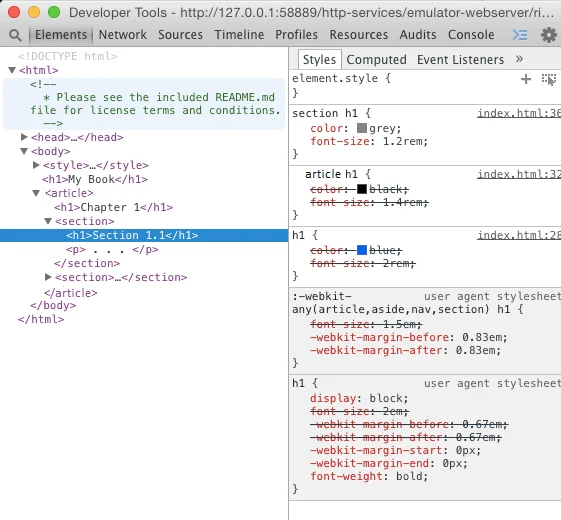 Developer Tools - http://127.0.0.1:58889/http-services/emulator-webserver/ri…
Elements Network Sources Timeline Profiles Resources Audits Console
<!DOCTYPE html>
▼<html>
<!--
* Please see the included README.md
file for license terms and conditions.
-->
▶<head>…</head>
▼<body>
▶<style>…</style>
<h1>My Book</h1>
▼<article>
<h1>Chapter 1</h1>
▼<section>
<h1>Section 1.1</h1>
<p> . . . </p>
</section>
▶<section>…</section>
</article>
</body>
</html>
Styles Computed Event Listeners »
element.style {
}
section h1 { index.html:36
color: grey;
font-size: 1.2rem;
}
article h1 { index.html:32
color: black;
font-size: 1.4rem;
}
h1 { index.html:28
color: blue;
font-size: 2rem;
}
:-webkit- user agent stylesheet
any(article,aside,nav,section) h1 {
font-size: 1.5em;
-webkit-margin-before: 0.83em;
-webkit-margin-after: 0.83em;
}
h1 { user agent stylesheet
display: block;
font-size: 2em;
-webkit-margin-before: 0.67em;
-webkit-margin-after: 0.67em;
-webkit-margin-start: 0px;
-webkit-margin-end: 0px;
font-weight: bold;
}